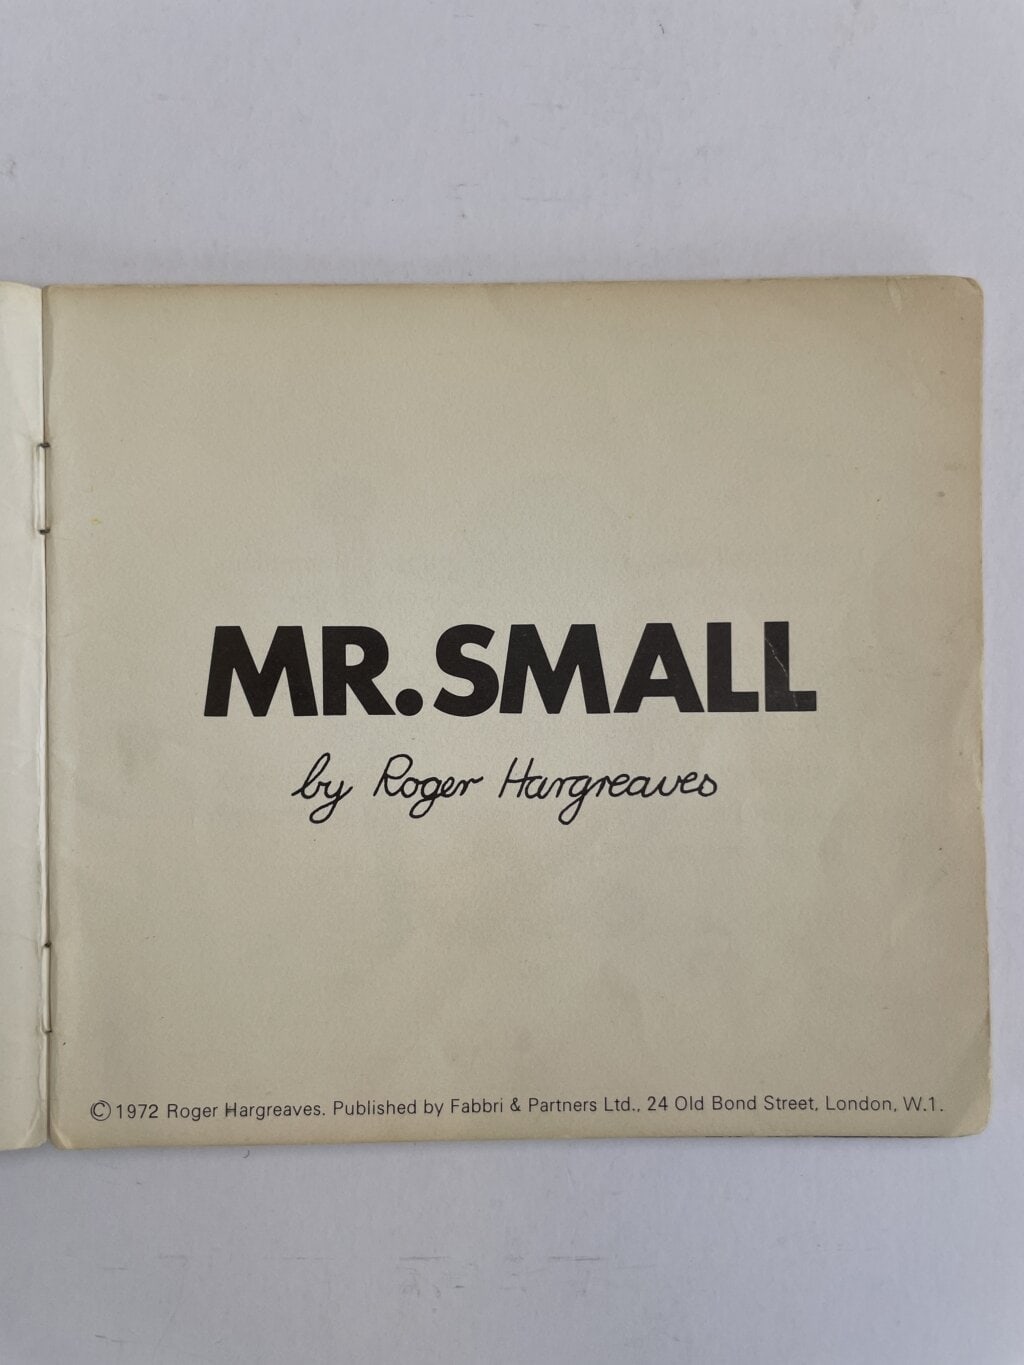 MR. SMALL
by Roger Hargreaves
©1972 Roger Hargreaves. Published by Fabbri & Partners Ltd., 24 Old Bond Street, London, W.1.